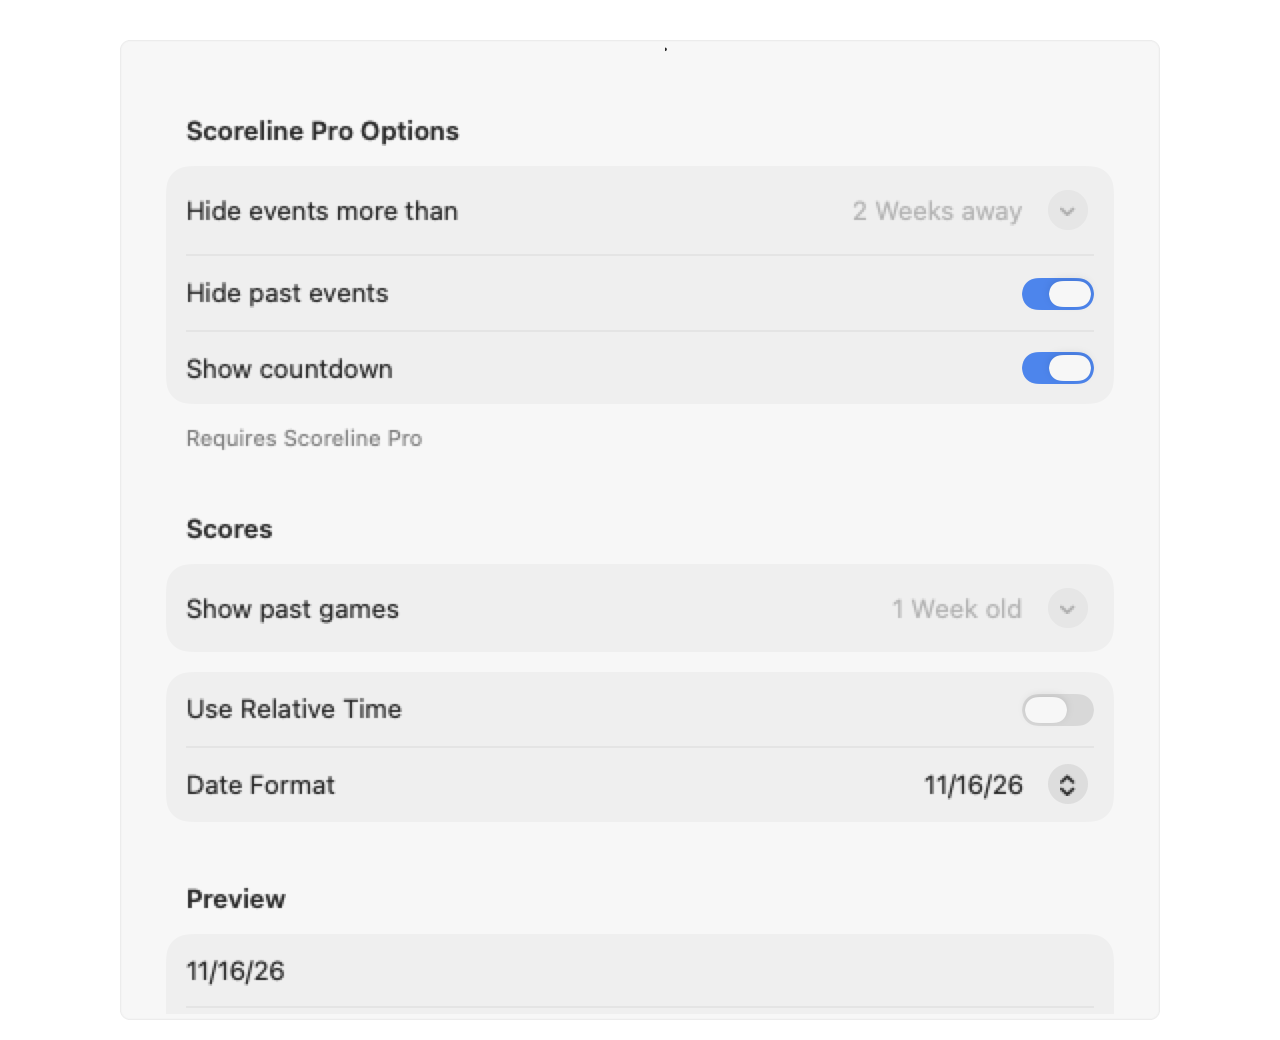 Scoreline Pro Options
Hide events more than 2 Weeks away
Hide past events
Show countdown
Requires Scoreline Pro
Scores
Show past games 1 Week old
Use Relative Time
Date Format 11/16/26
Preview
11/16/26